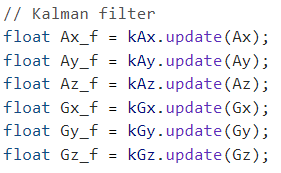 // Kalman filter
float Ax_f = kAx.update(Ax);
float Ay_f = kAy.update(Ay);
float Az_f = kAz.update(Az);
float Gx_f = kGx.update(Gx);
float Gy_f = kGy.update(Gy);
float Gz_f = kGz.update(Gz);